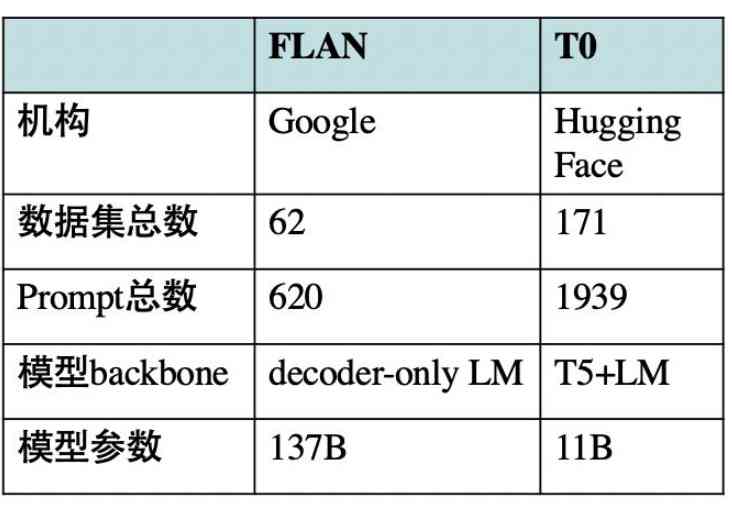 FLAN T0
机构 Google Hugging
Face
数据集总数 62 171
Prompt总数 620 1939
模型backbone decoder-only LM T5+LM
模型参数 137B 11B